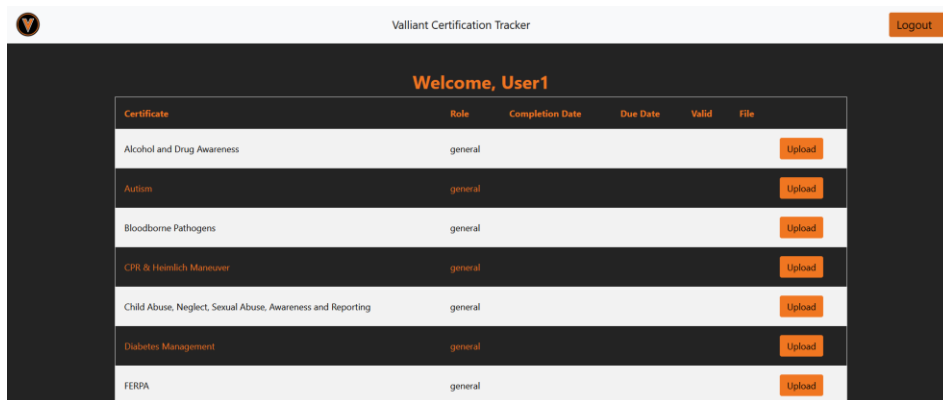 V
Valliant Certification Tracker Logout
Welcome, User1
Certificate Role Completion Date Due Date Valid File
Alcohol and Drug Awareness general Upload
Autism general Upload
Bloodborne Pathogens general Upload
CPR & Heimlich Maneuver general Upload
Child Abuse, Neglect, Sexual Abuse, Awareness and Reporting general Upload
Diabetes Management general Upload
FERPA general Upload